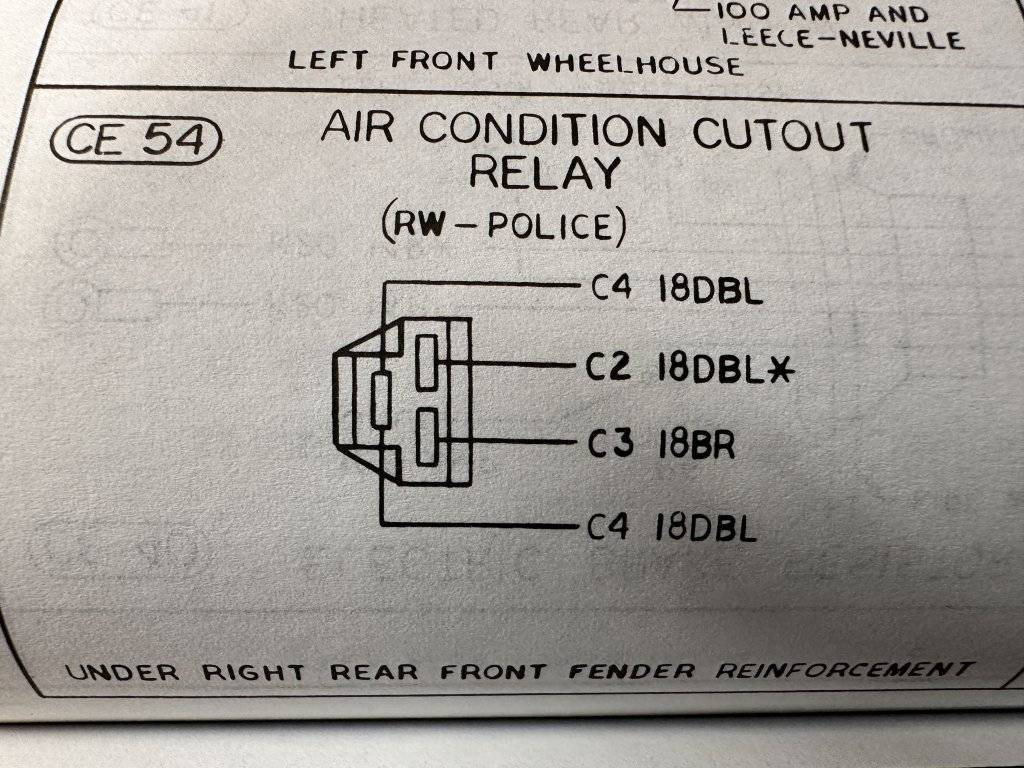 100 AMP AND
LEECE-NEVILLE
LEFT FRONT WHEELHOUSE
CE 54
AIR CONDITION CUTOUT
RELAY
(RW-POLICE)
C4 18DBL
C2 18DBL*
C3 18BR
C4 18DBL
UNDER RIGHT REAR FRONT FENDER REINFORCEMENT